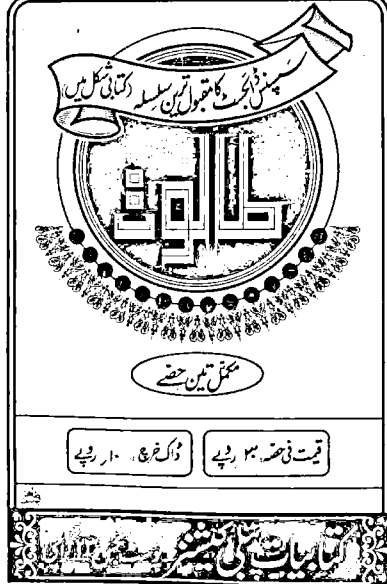 سسپنس ڈائجسٹ کا مقبول ترین سلسلہ (کتابی شکل میں)
طالوت
مکمل تین حصے
قیمت فی حصہ ۲۳ روپے
ڈاک خرچ ۱۰ روپے
کتابیات پبلی کیشنز